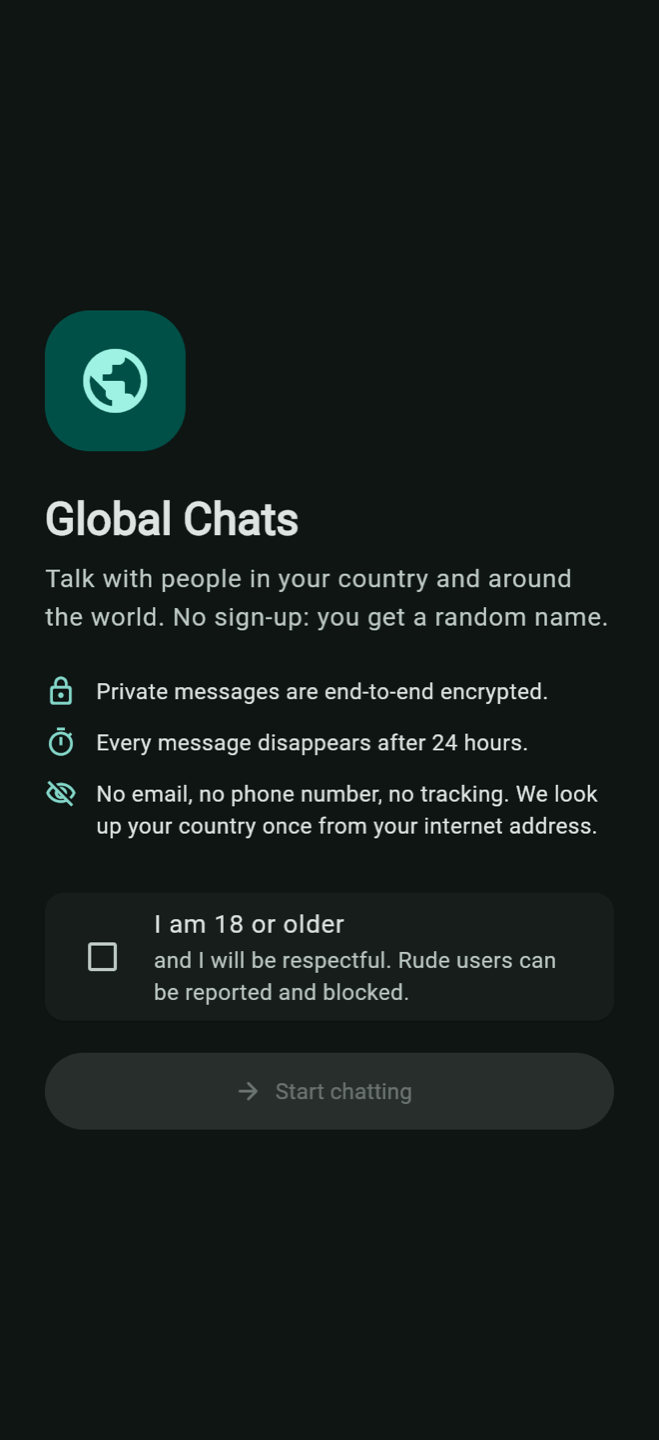 Global Chats
Talk with people in your country and around
the world. No sign-up: you get a random name.
Private messages are end-to-end encrypted.
Every message disappears after 24 hours.
No email, no phone number, no tracking. We look
up your country once from your internet address.
I am 18 or older
and I will be respectful. Rude users can
be reported and blocked.
Start chatting